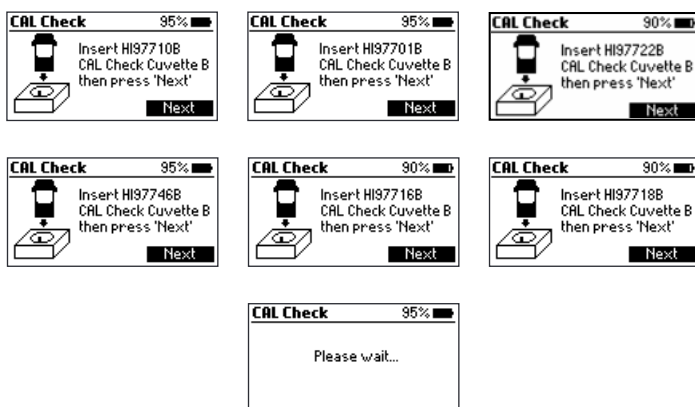 CAL Check 95%
Insert HI97710B
CAL Check Cuvette B
then press 'Next'
Next
CAL Check 95%
Insert HI97701B
CAL Check Cuvette B
then press 'Next'
Next
CAL Check 90%
Insert HI97722B
CAL Check Cuvette B
then press 'Next'
Next
CAL Check 95%
Insert HI97746B
CAL Check Cuvette B
then press 'Next'
Next
CAL Check 90%
Insert HI97716B
CAL Check Cuvette B
then press 'Next'
Next
CAL Check 90%
Insert HI97718B
CAL Check Cuvette B
then press 'Next'
Next
CAL Check 95%
Please wait...